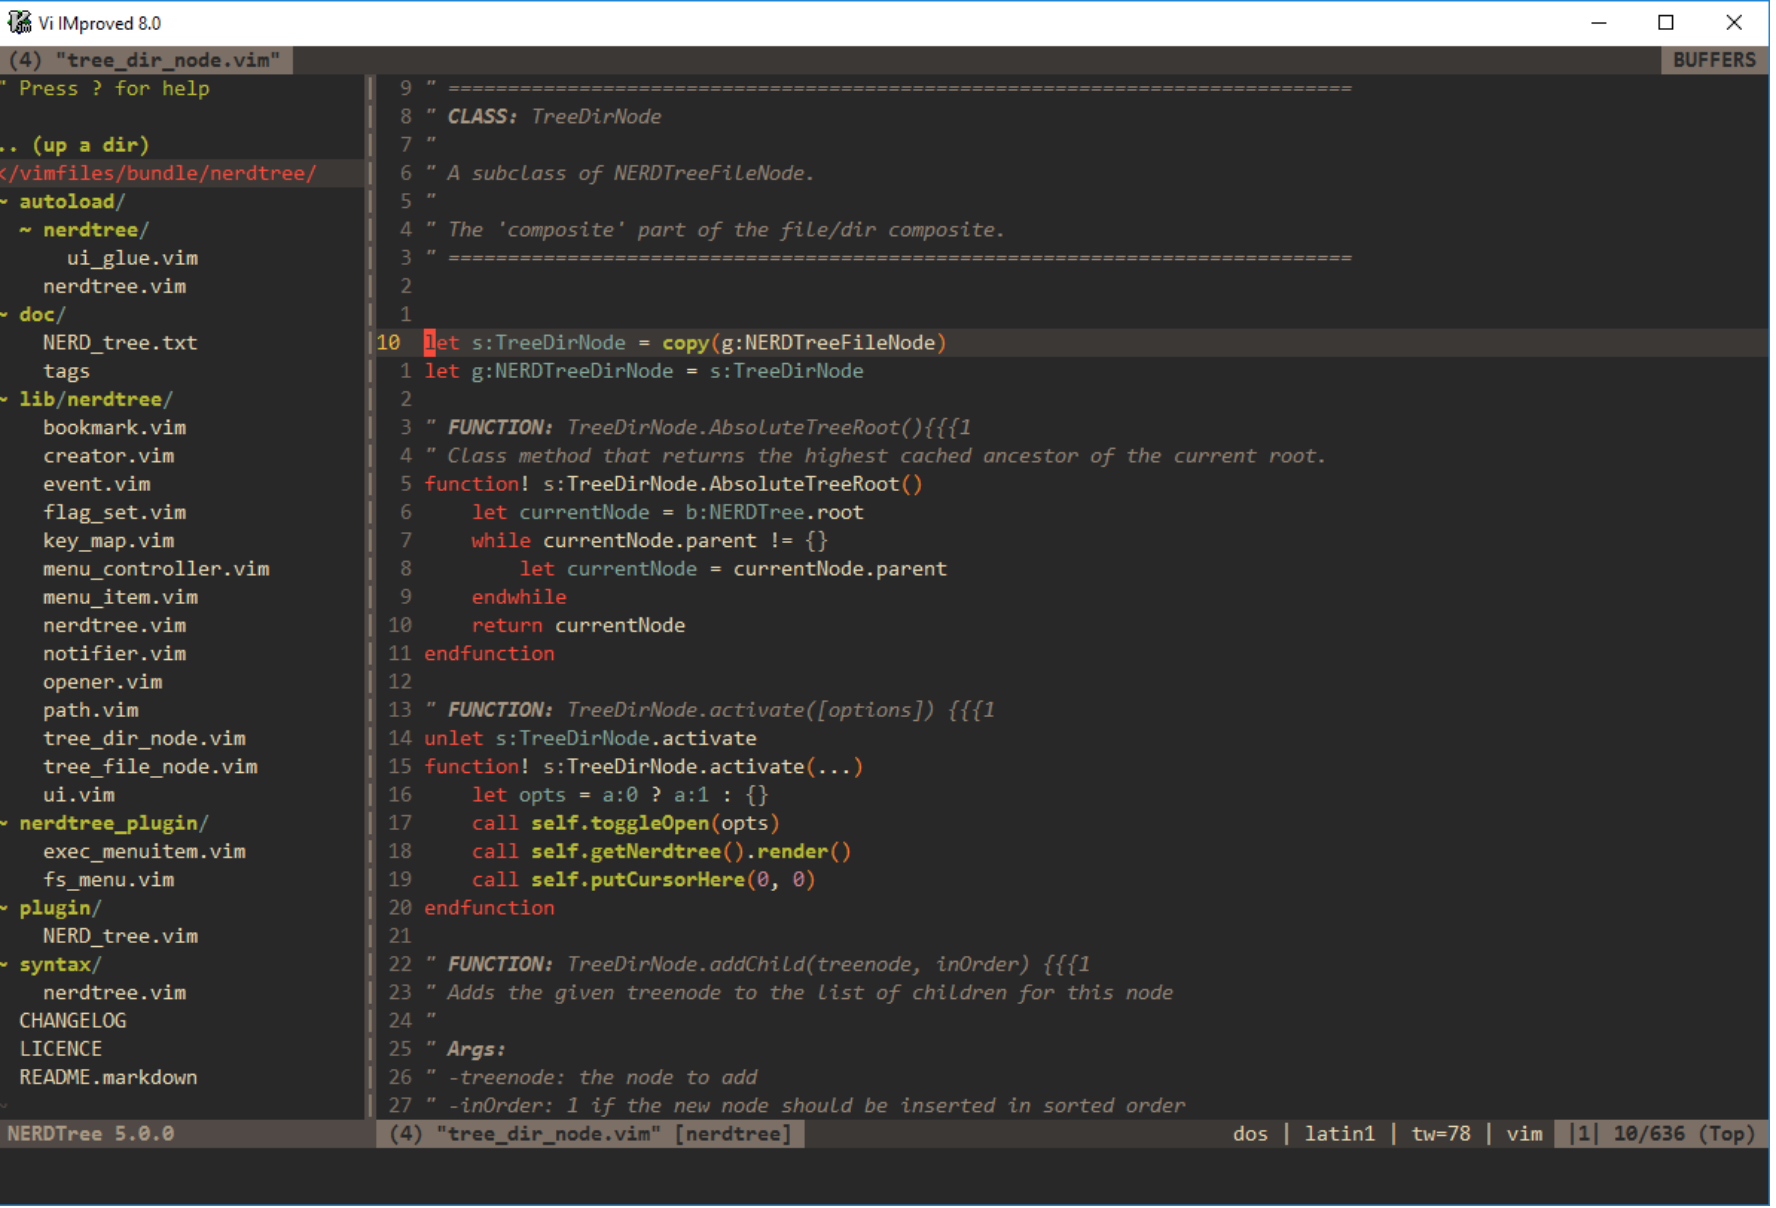 Vi IMproved 8.0
(4) "tree_dir_node.vim"
BUFFERS
" Press ? for help
.. (up a dir)
</vimfiles/bundle/nerdtree/
~ autoload/
  ~ nerdtree/
      ui_glue.vim
    nerdtree.vim
~ doc/
    NERD_tree.txt
    tags
~ lib/nerdtree/
    bookmark.vim
    creator.vim
    event.vim
    flag_set.vim
    key_map.vim
    menu_controller.vim
    menu_item.vim
    nerdtree.vim
    notifier.vim
    opener.vim
    path.vim
    tree_dir_node.vim
    tree_file_node.vim
    ui.vim
~ nerdtree_plugin/
    exec_menuitem.vim
    fs_menu.vim
~ plugin/
    NERD_tree.vim
~ syntax/
    nerdtree.vim
  CHANGELOG
  LICENCE
  README.markdown
~
NERDTree 5.0.0
  9 " ============================================================================
  8 " CLASS: TreeDirNode
  7 "
  6 " A subclass of NERDTreeFileNode.
  5 "
  4 " The 'composite' part of the file/dir composite.
  3 " ============================================================================
  2
  1
10  let s:TreeDirNode = copy(g:NERDTreeFileNode)
  1 let g:NERDTreeDirNode = s:TreeDirNode
  2
  3 " FUNCTION: TreeDirNode.AbsoluteTreeRoot(){{{1
  4 " Class method that returns the highest cached ancestor of the current root.
  5 function! s:TreeDirNode.AbsoluteTreeRoot()
  6     let currentNode = b:NERDTree.root
  7     while currentNode.parent != {}
  8         let currentNode = currentNode.parent
  9     endwhile
 10     return currentNode
 11 endfunction
 12
 13 " FUNCTION: TreeDirNode.activate([options]) {{{1
 14 unlet s:TreeDirNode.activate
 15 function! s:TreeDirNode.activate(...)
 16     let opts = a:0 ? a:1 : {}
 17     call self.toggleOpen(opts)
 18     call self.getNerdtree().render()
 19     call self.putCursorHere(0, 0)
 20 endfunction
 21
 22 " FUNCTION: TreeDirNode.addChild(treenode, inOrder) {{{1
 23 " Adds the given treenode to the list of children for this node
 24 "
 25 " Args:
 26 " -treenode: the node to add
 27 " -inOrder: 1 if the new node should be inserted in sorted order
(4) "tree_dir_node.vim" [nerdtree]
dos | latin1 | tw=78 | vim |1| 10/636 (Top)